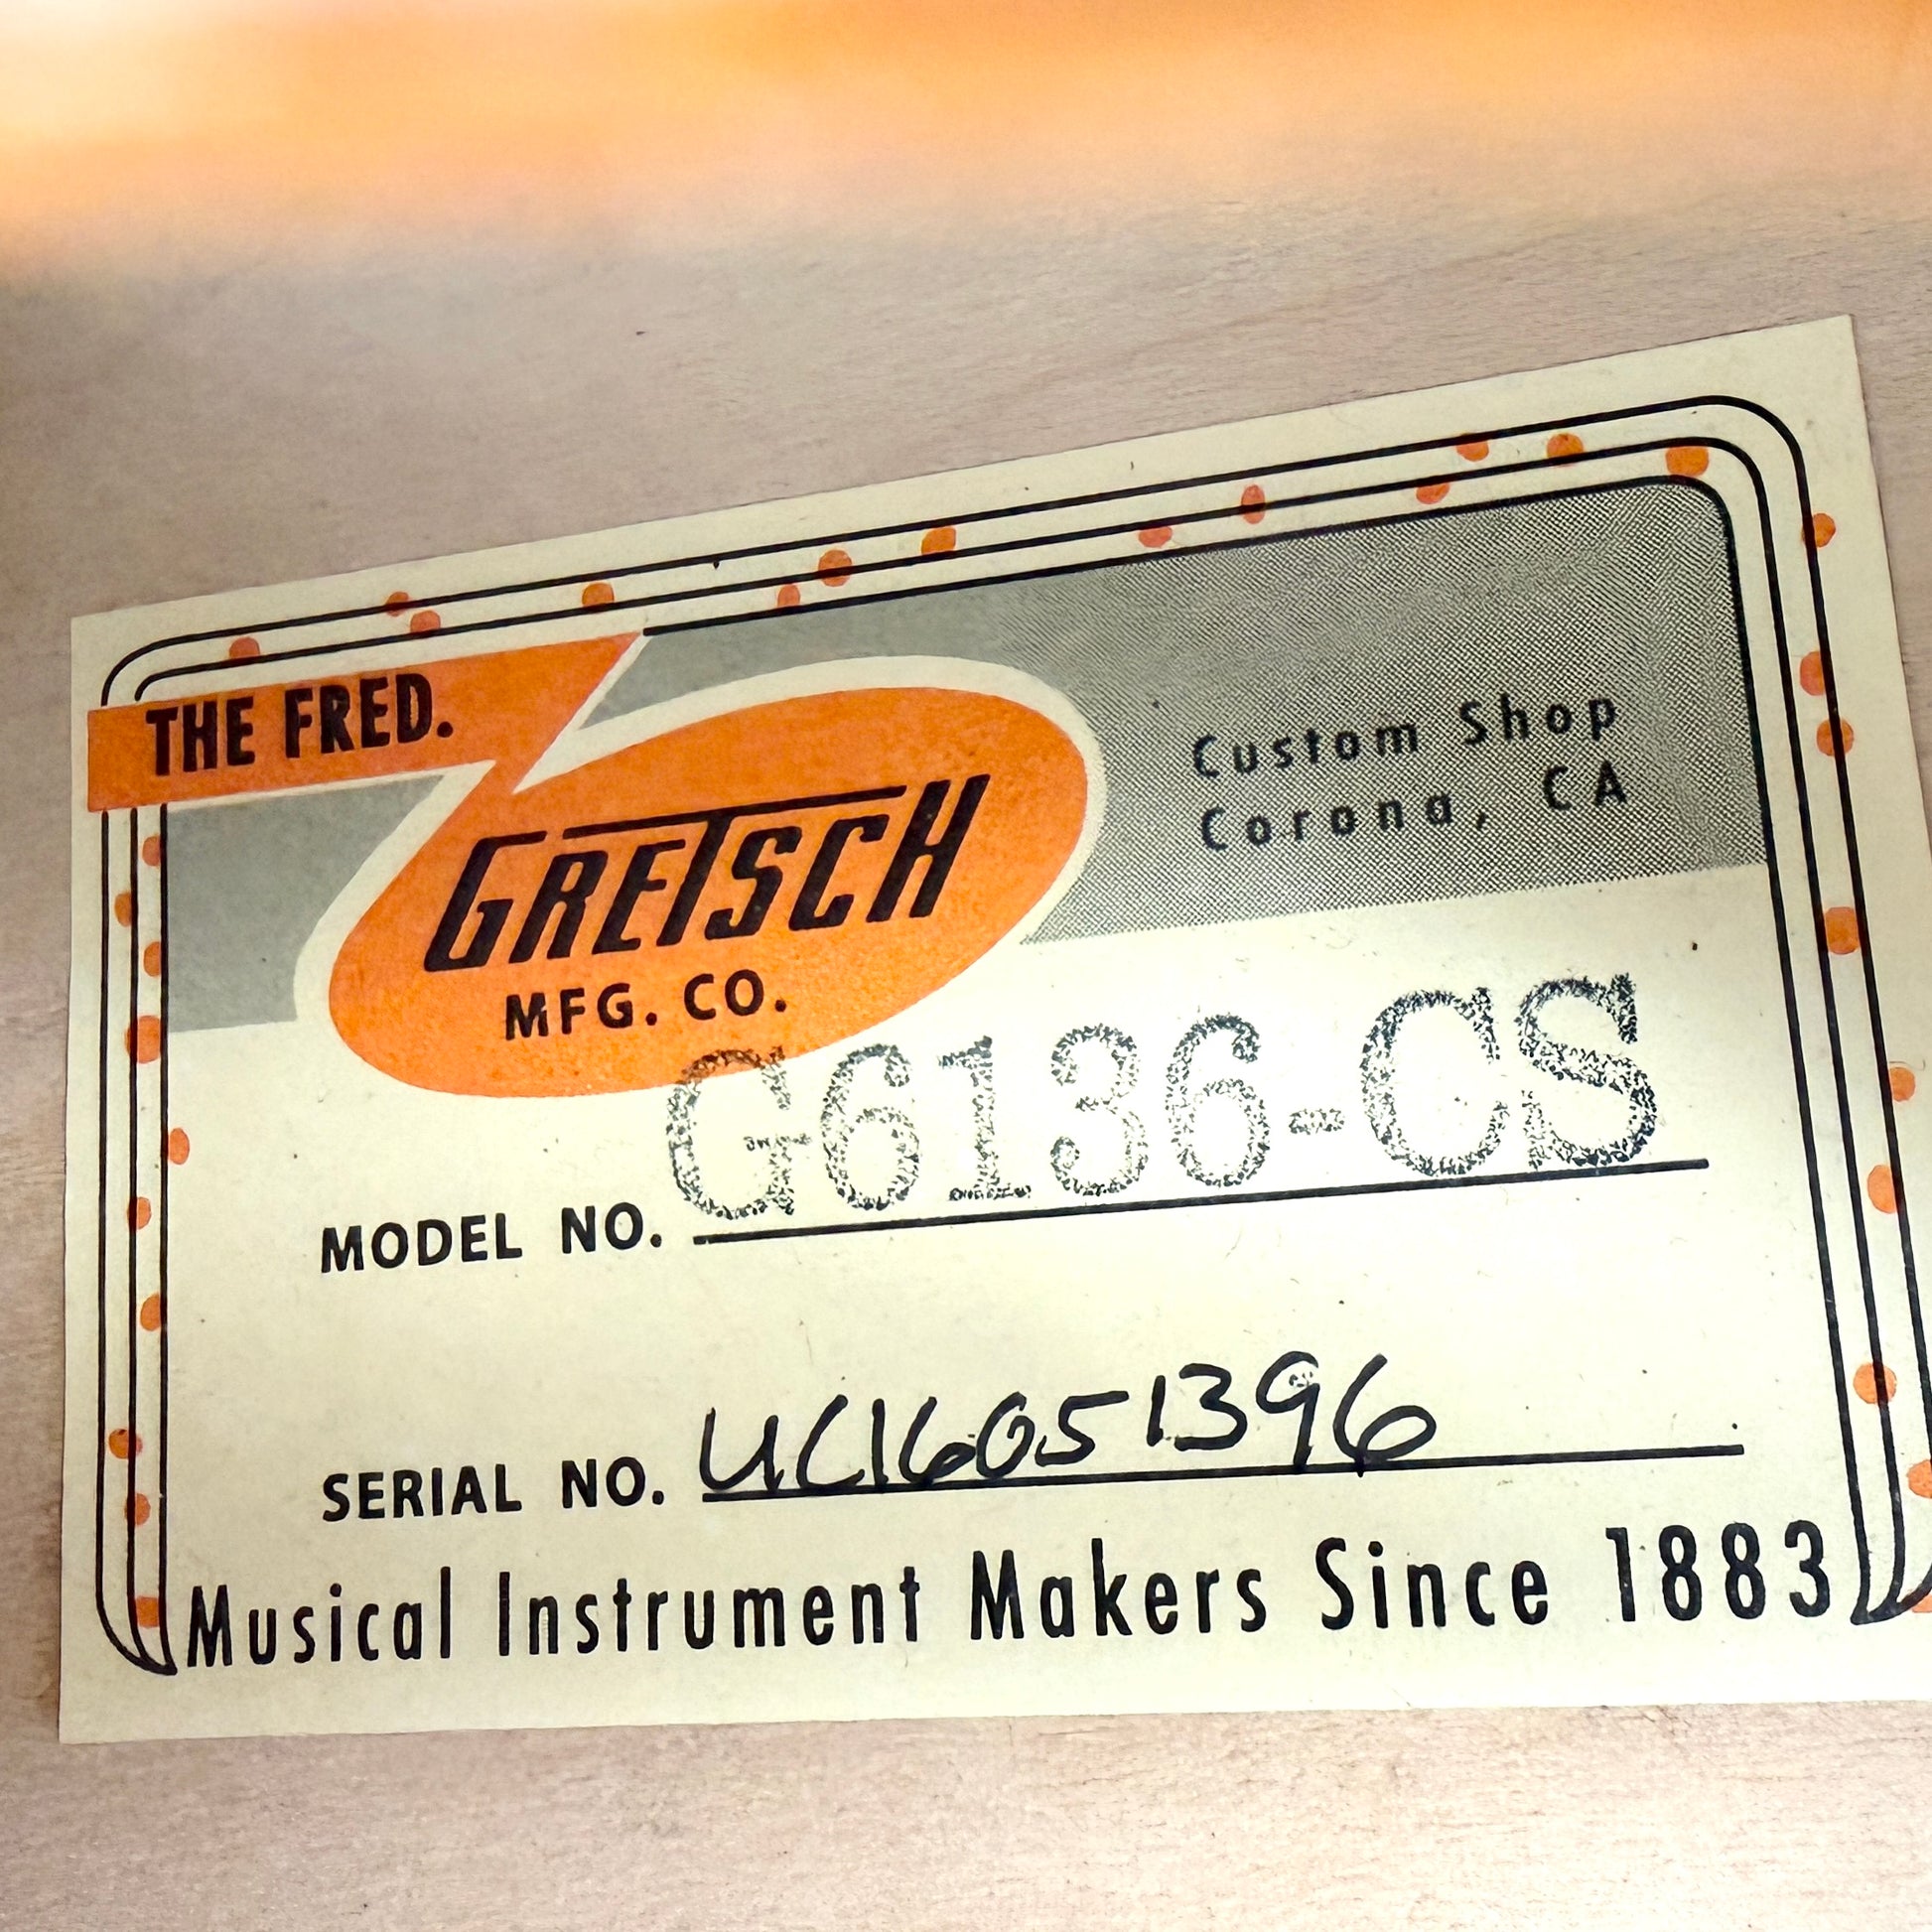 THE FRED.
GRETSCH
MFG. CO.
Custom Shop
Corona, CA
MODEL NO. G6136-CS
SERIAL NO. UC16051396
Musical Instrument Makers Since 1883